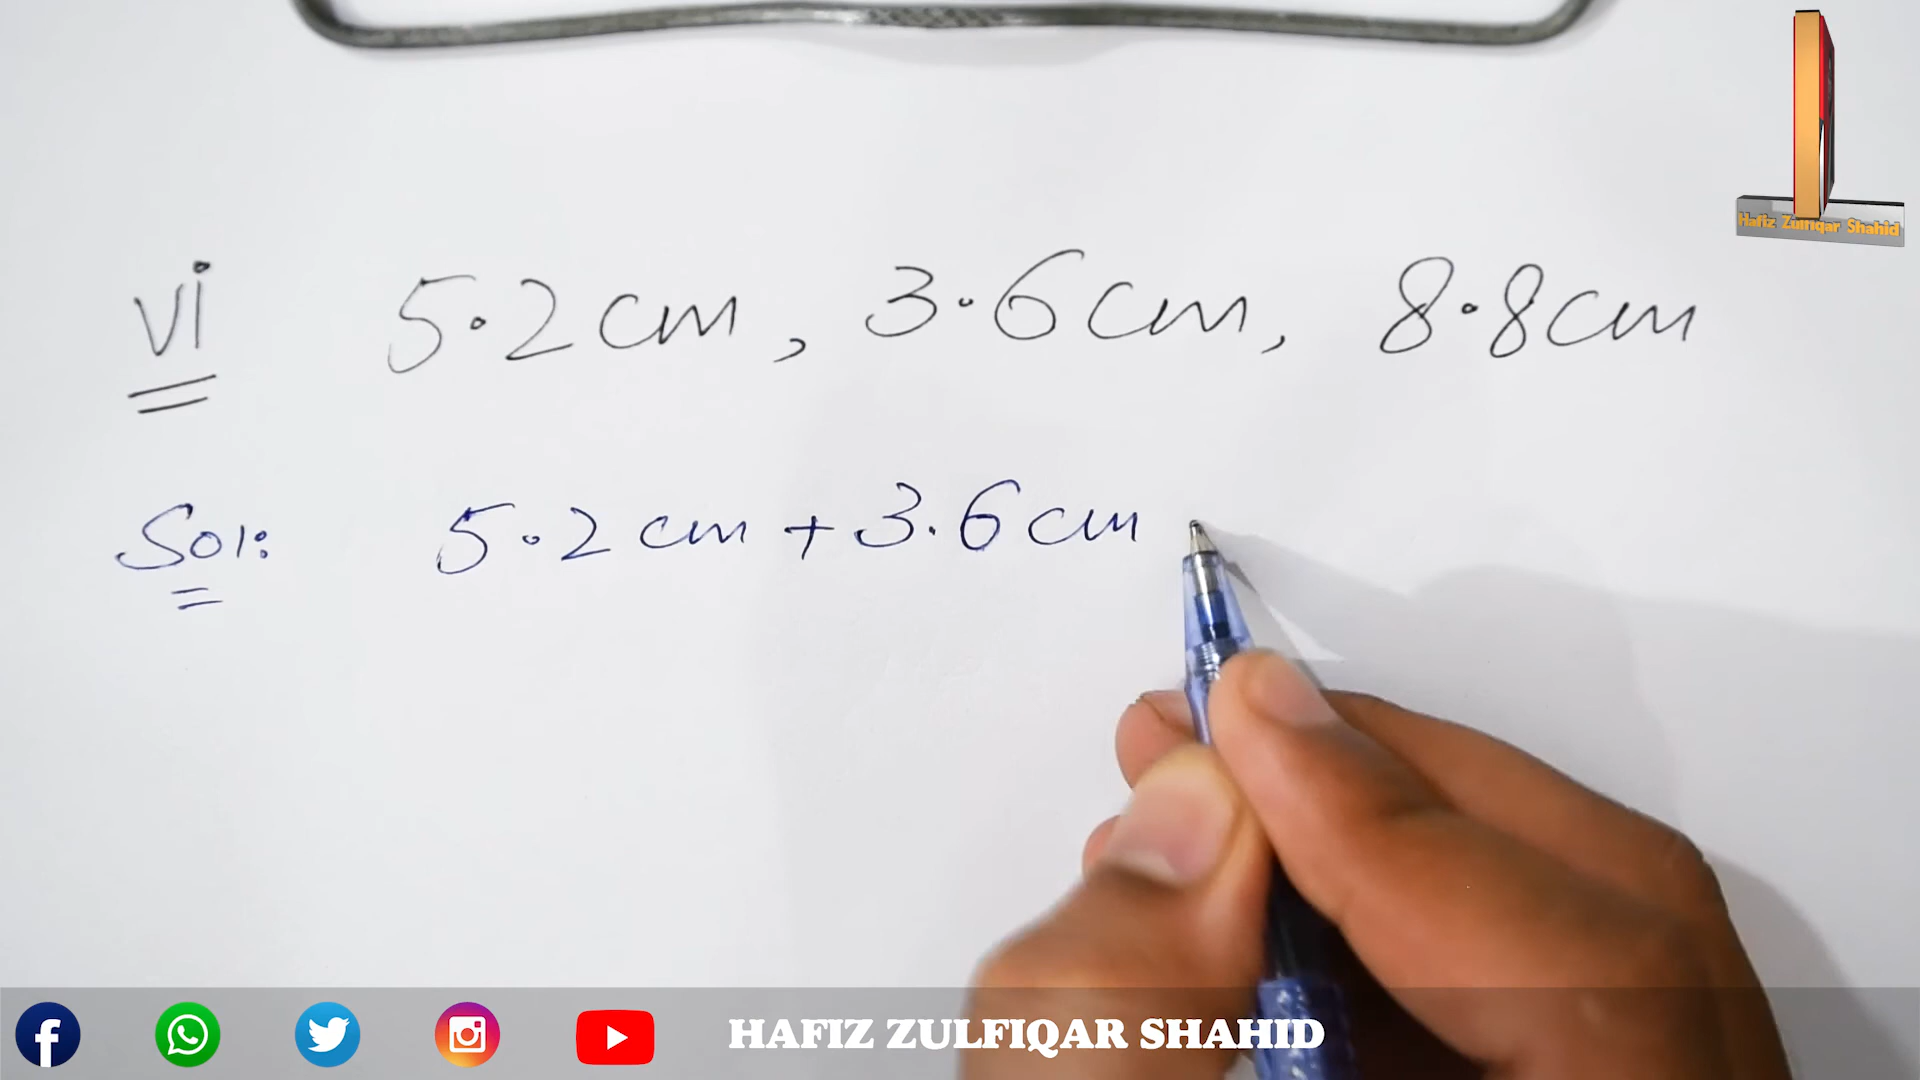 Hafiz Zulfiqar Shahid
vi 5.2 cm, 3.6 cm, 8.8 cm
Sol: 5.2 cm + 3.6 cm
HAFIZ ZULFIQAR SHAHID